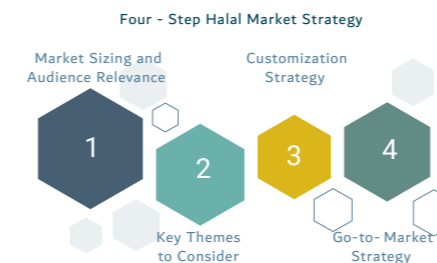 Four - Step Halal Market Strategy
Market Sizing and
Audience Relevance
Customization
Strategy
1
2
3
4
Key Themes
to Consider
Go-to- Market
Strategy